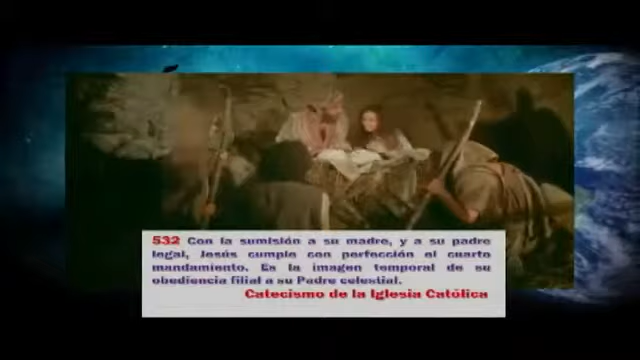 532 Con la sumisión a su madre, y a su padre
legal, Jesús cumple con perfección el cuarto
mandamiento. Es la imagen temporal de su
obediencia filial a su Padre celestial.
Catecismo de la Iglesia Católica